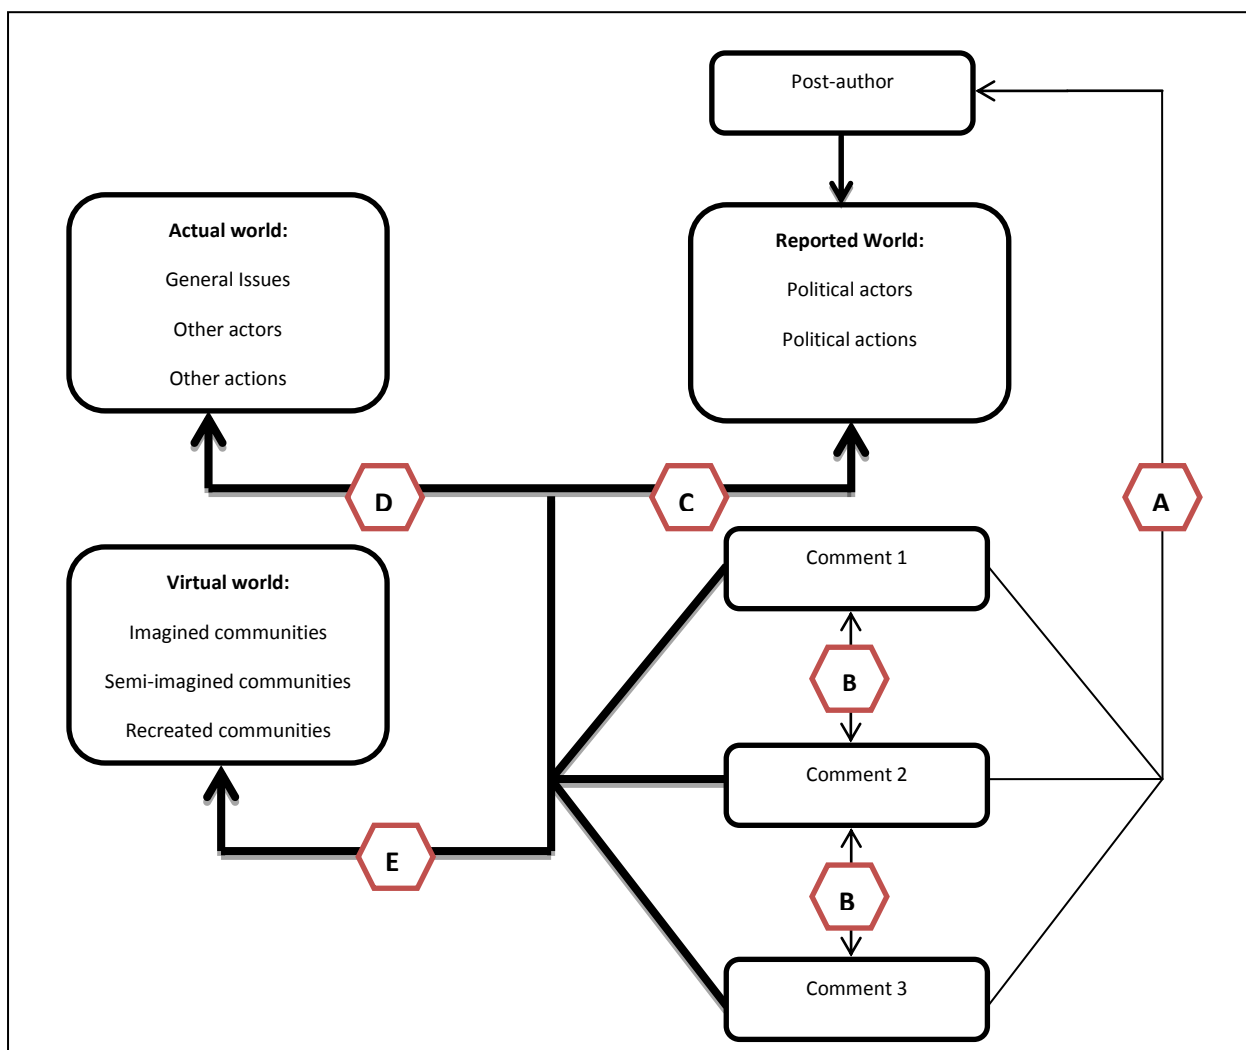 Post-author
Actual world:
General Issues
Other actors
Other actions
Reported World:
Political actors
Political actions
D
C
A
Virtual world:
Imagined communities
Semi-imagined communities
Recreated communities
Comment 1
B
Comment 2
E
B
Comment 3